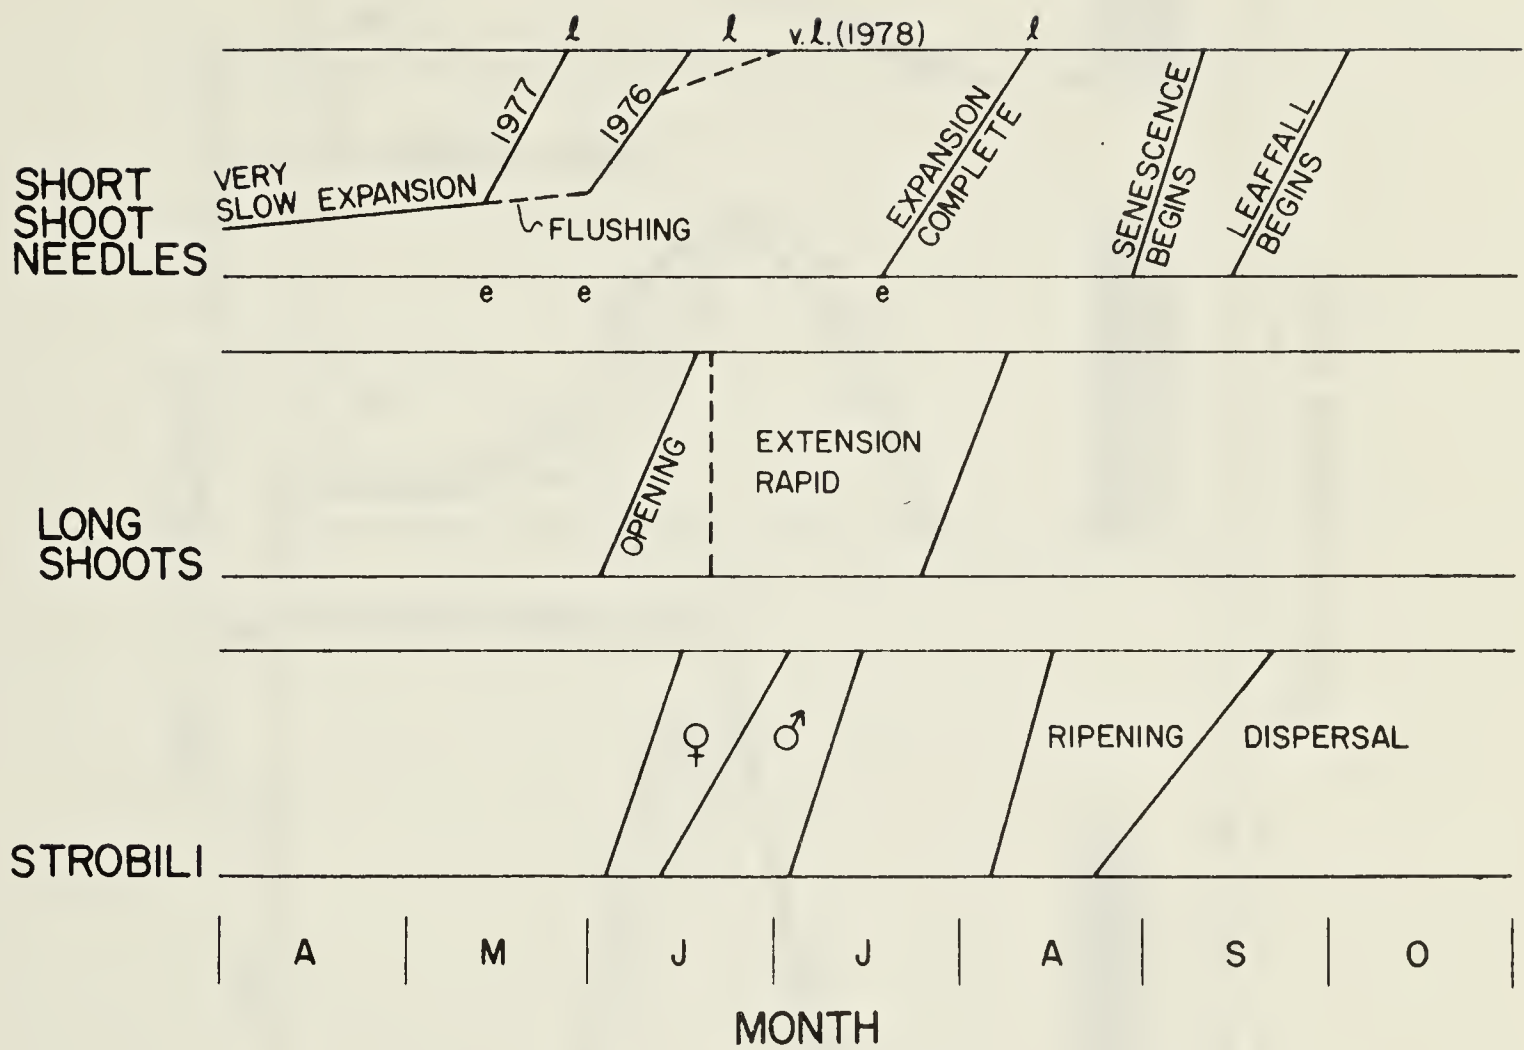 l l v.l. (1978) l
1977
1976
EXPANSION
COMPLETE
SENESCENCE
BEGINS
LEAFFALL
BEGINS
SHORT
SHOOT
NEEDLES
VERY
SLOW EXPANSION
FLUSHING
e e e
LONG
SHOOTS
OPENING
EXTENSION
RAPID
STROBILI
♀ ♂
RIPENING
DISPERSAL
A M J J A S O
MONTH